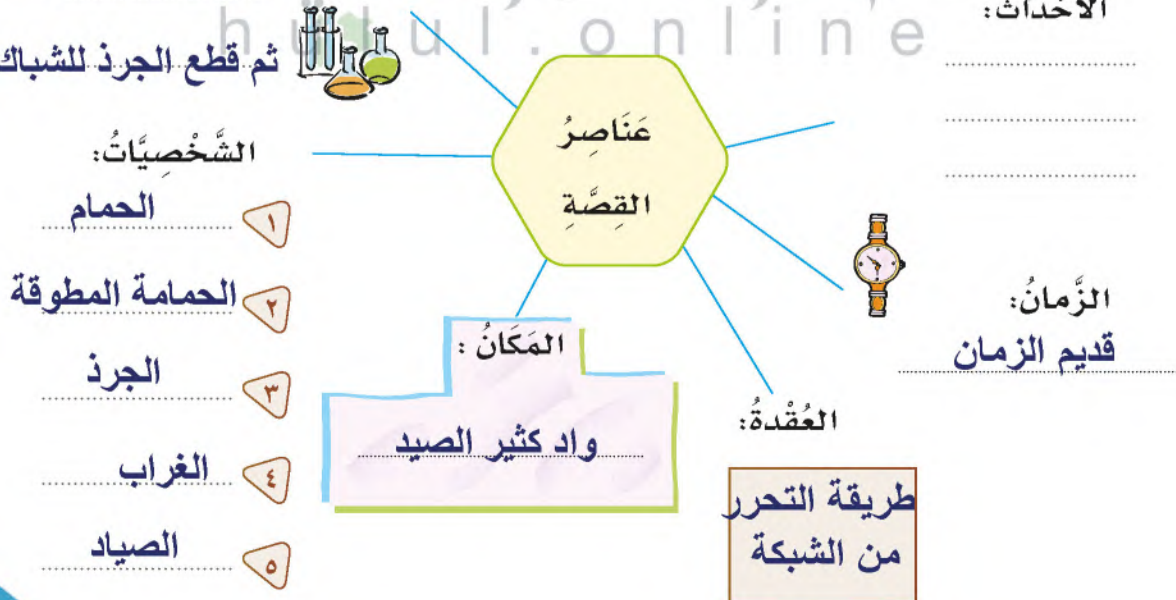 hulul.online
الأحداث:
ثم قطع الجرذ للشباك
عَنَاصِرُ
القِصَّةِ
الشَّخْصِيَّاتُ:
١ الحمام
٢ الحمامة المطوقة
٣ الجرذ
٤ الغراب
٥ الصياد
الزَّمانُ:
قديم الزمان
المَكَانُ :
واد كثير الصيد
العُقْدةُ:
طريقة التحرر
من الشبكة